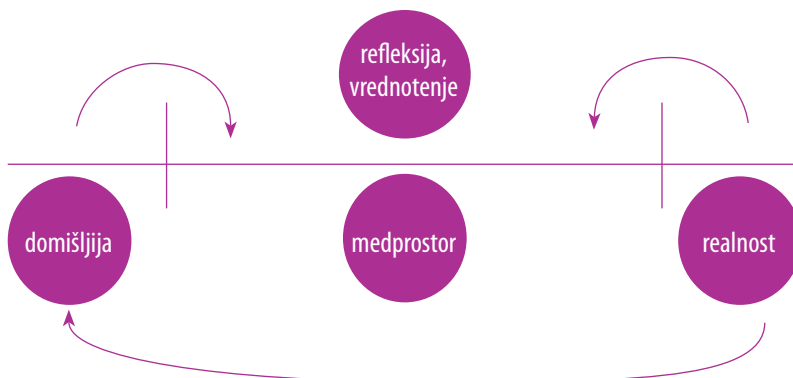 refleksija,
vrednotenje
domišljija
medprostor
realnost